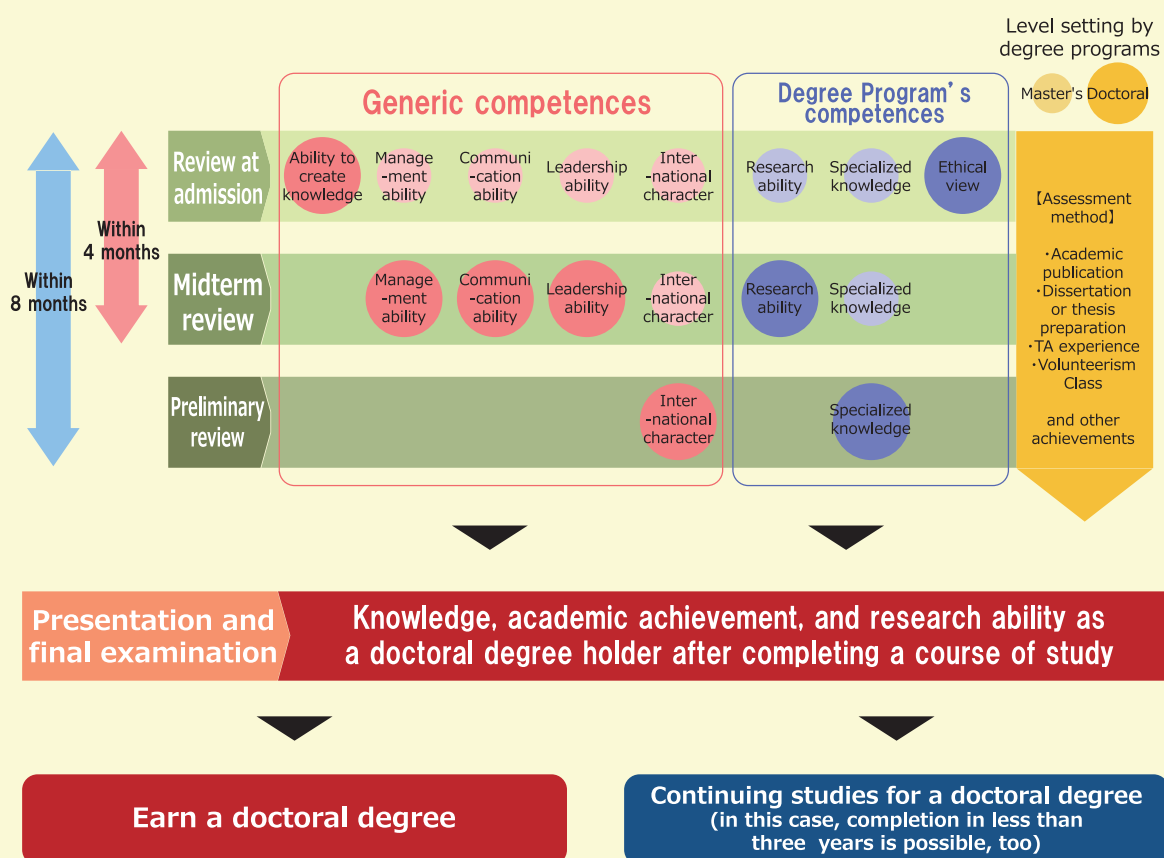 Level setting by
degree programs
Master's
Doctoral
Generic competences
Degree Program's
competences
Within
8 months
Within
4 months
Review at
admission
Ability to
create
knowledge
Manage
-ment
ability
Communi
-cation
ability
Leadership
ability
Inter
-national
character
Research
ability
Specialized
knowledge
Ethical
view
Midterm
review
Manage
-ment
ability
Communi
-cation
ability
Leadership
ability
Inter
-national
character
Research
ability
Specialized
knowledge
Preliminary
review
Inter
-national
character
Specialized
knowledge
【Assessment
method】
・Academic
publication
・Dissertation
or thesis
preparation
・TA experience
・Volunteerism
Class
and other
achievements
Presentation and
final examination
Knowledge, academic achievement, and research ability as
a doctoral degree holder after completing a course of study
Earn a doctoral degree
Continuing studies for a doctoral degree
(in this case, completion in less than
three years is possible, too)